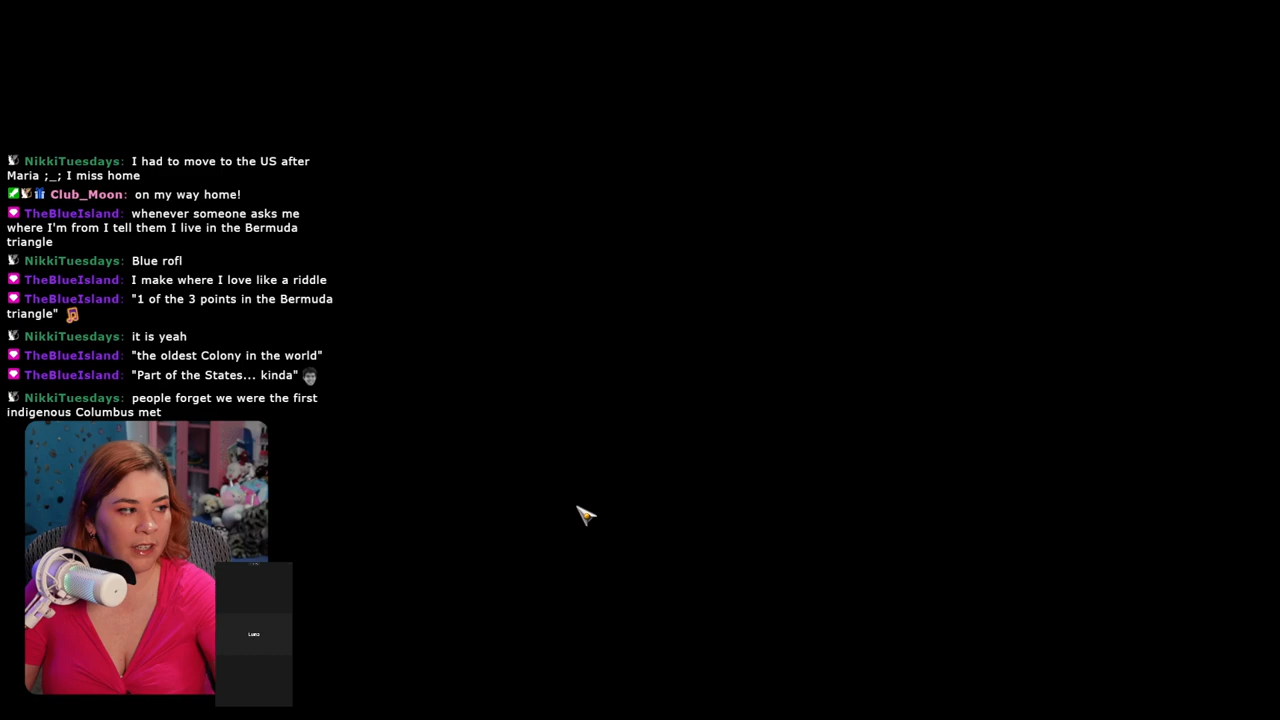 NikkiTuesdays: I had to move to the US after
Maria ;_; I miss home
Club_Moon: on my way home!
TheBlueIsland: whenever someone asks me
where I'm from I tell them I live in the Bermuda
triangle
NikkiTuesdays: Blue rofl
TheBlueIsland: I make where I love like a riddle
TheBlueIsland: "1 of the 3 points in the Bermuda
triangle"
NikkiTuesdays: it is yeah
TheBlueIsland: "the oldest Colony in the world"
TheBlueIsland: "Part of the States... kinda"
NikkiTuesdays: people forget we were the first
indigenous Columbus met